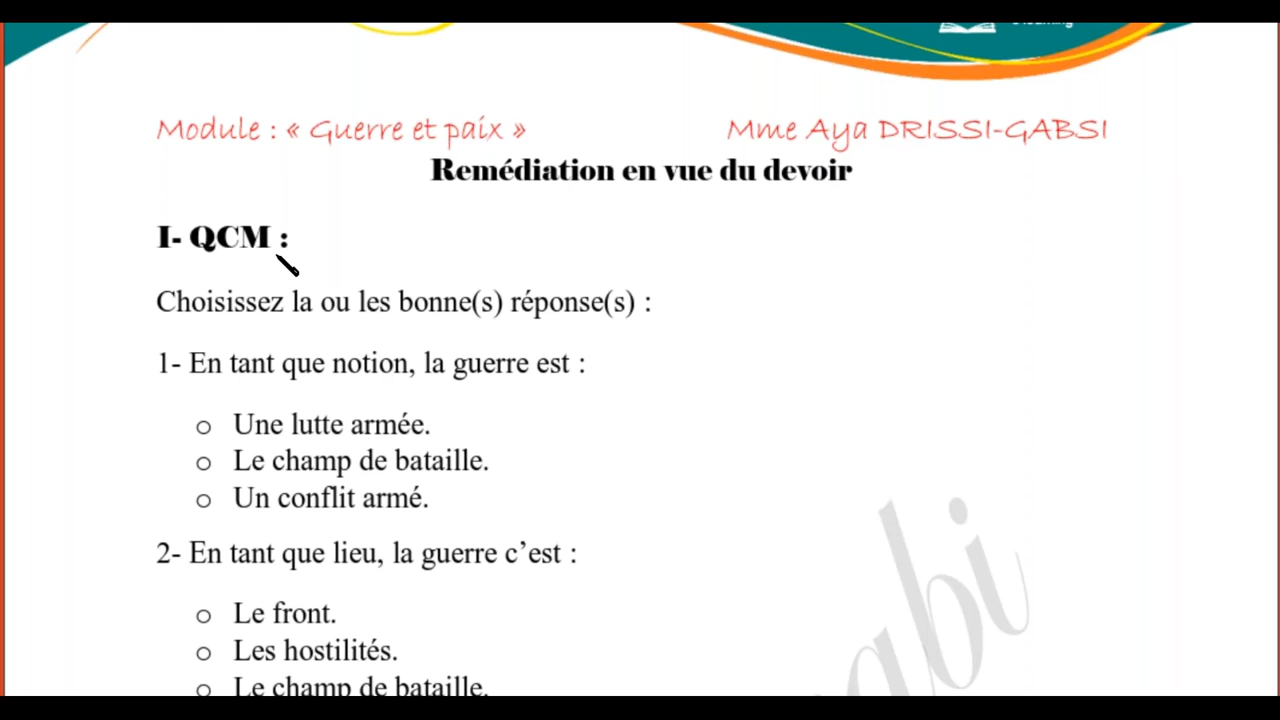 Module : « Guerre et paix » Mme Aya DRISSI-GABSI
Remédiation en vue du devoir
I- QCM :
Choisissez la ou les bonne(s) réponse(s) :
1- En tant que notion, la guerre est :
o Une lutte armée.
o Le champ de bataille.
o Un conflit armé.
2- En tant que lieu, la guerre c’est :
o Le front.
o Les hostilités.
o Le champ de bataille.